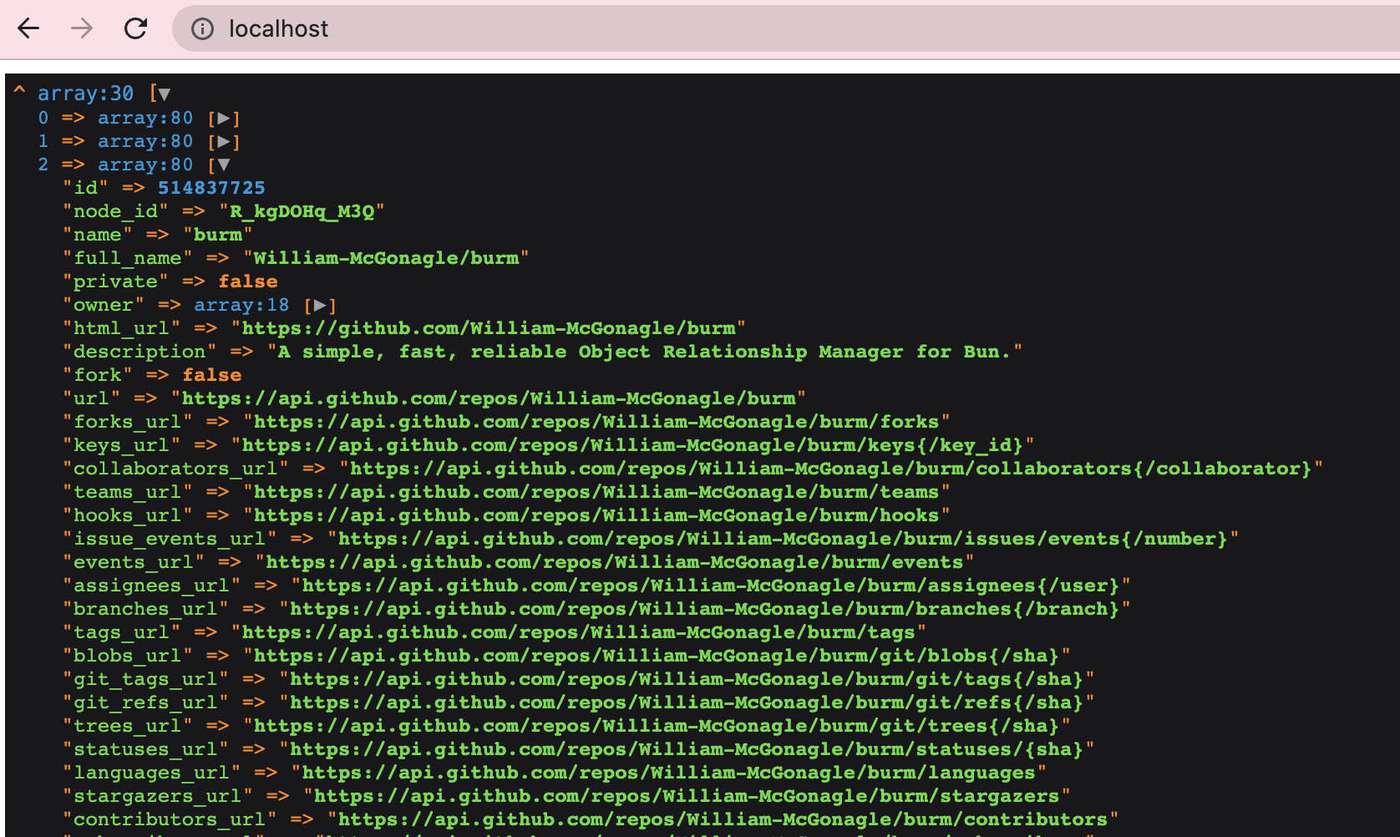 localhost
^ array:30 [▼
0 => array:80 [▶]
1 => array:80 [▶]
2 => array:80 [▼
"id" => 514837725
"node_id" => "R_kgDOHq_M3Q"
"name" => "burm"
"full_name" => "William-McGonagle/burm"
"private" => false
"owner" => array:18 [▶]
"html_url" => "https://github.com/William-McGonagle/burm"
"description" => "A simple, fast, reliable Object Relationship Manager for Bun."
"fork" => false
"url" => "https://api.github.com/repos/William-McGonagle/burm"
"forks_url" => "https://api.github.com/repos/William-McGonagle/burm/forks"
"keys_url" => "https://api.github.com/repos/William-McGonagle/burm/keys{/key_id}"
"collaborators_url" => "https://api.github.com/repos/William-McGonagle/burm/collaborators{/collaborator}"
"teams_url" => "https://api.github.com/repos/William-McGonagle/burm/teams"
"hooks_url" => "https://api.github.com/repos/William-McGonagle/burm/hooks"
"issue_events_url" => "https://api.github.com/repos/William-McGonagle/burm/issues/events{/number}"
"events_url" => "https://api.github.com/repos/William-McGonagle/burm/events"
"assignees_url" => "https://api.github.com/repos/William-McGonagle/burm/assignees{/user}"
"branches_url" => "https://api.github.com/repos/William-McGonagle/burm/branches{/branch}"
"tags_url" => "https://api.github.com/repos/William-McGonagle/burm/tags"
"blobs_url" => "https://api.github.com/repos/William-McGonagle/burm/git/blobs{/sha}"
"git_tags_url" => "https://api.github.com/repos/William-McGonagle/burm/git/tags{/sha}"
"git_refs_url" => "https://api.github.com/repos/William-McGonagle/burm/git/refs{/sha}"
"trees_url" => "https://api.github.com/repos/William-McGonagle/burm/git/trees{/sha}"
"statuses_url" => "https://api.github.com/repos/William-McGonagle/burm/statuses/{sha}"
"languages_url" => "https://api.github.com/repos/William-McGonagle/burm/languages"
"stargazers_url" => "https://api.github.com/repos/William-McGonagle/burm/stargazers"
"contributors_url" => "https://api.github.com/repos/William-McGonagle/burm/contributors"